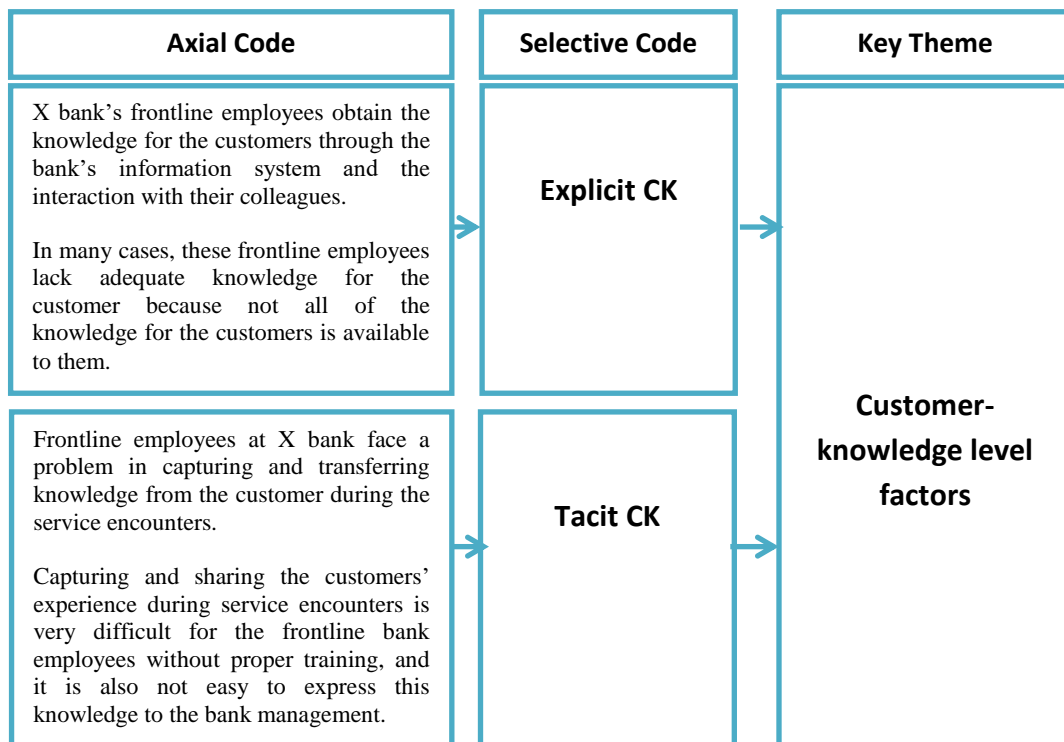 Axial Code
Selective Code
Key Theme
X bank’s frontline employees obtain the
knowledge for the customers through the
bank’s information system and the
interaction with their colleagues.
In many cases, these frontline employees
lack adequate knowledge for the
customer because not all of the
knowledge for the customers is available
to them.
Explicit CK
Frontline employees at X bank face a
problem in capturing and transferring
knowledge from the customer during the
service encounters.
Capturing and sharing the customers’
experience during service encounters is
very difficult for the frontline bank
employees without proper training, and
it is also not easy to express this
knowledge to the bank management.
Tacit CK
Customer-
knowledge level
factors